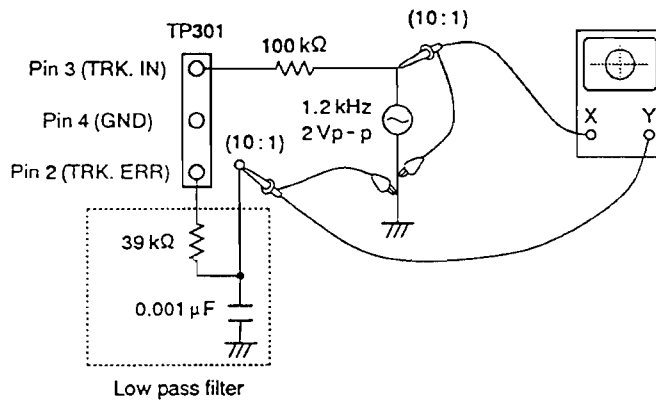 TP301
(10:1)
100 kΩ
Pin 3 (TRK. IN)
Pin 4 (GND)
1.2 kHz
2 Vp-p
X
Y
(10:1)
Pin 2 (TRK. ERR)
39 kΩ
0.001 µF
Low pass filter